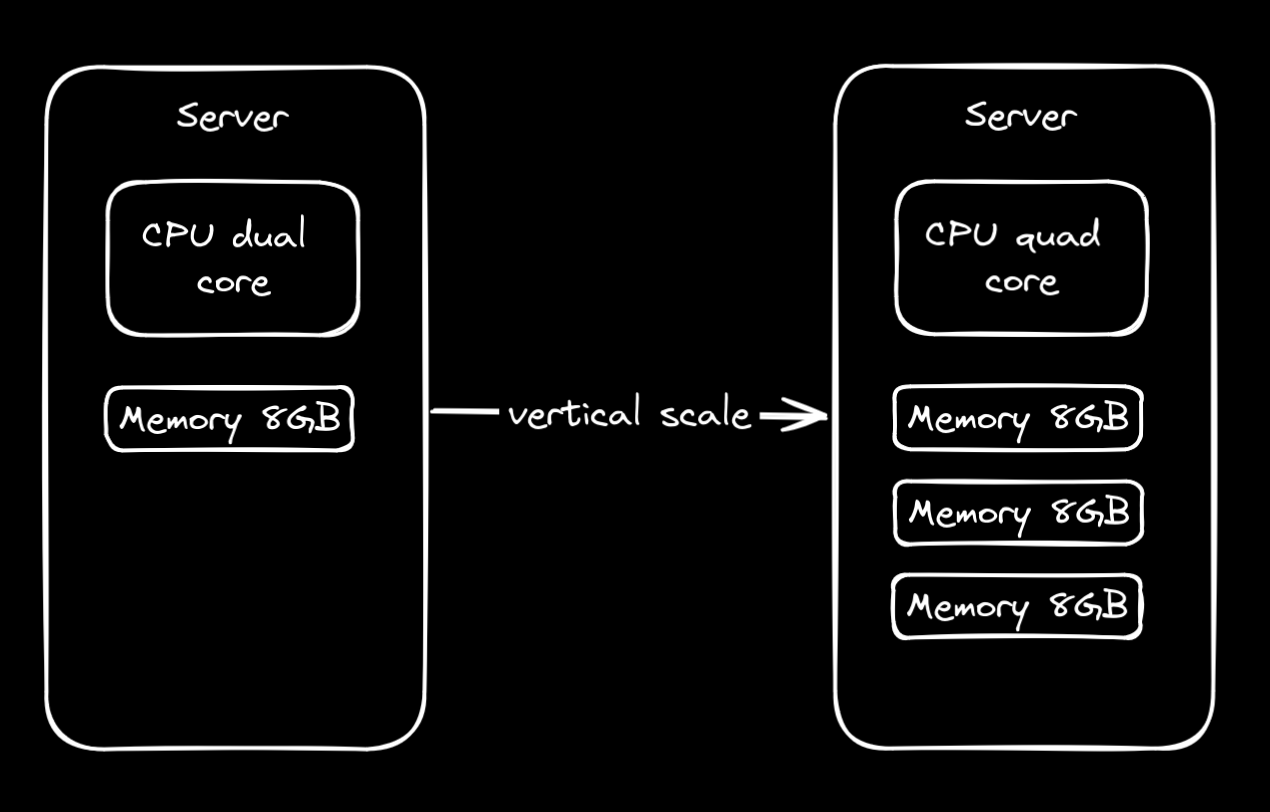 Server
CPU dual
core
Memory 8GB
vertical scale
Server
CPU quad
core
Memory 8GB
Memory 8GB
Memory 8GB